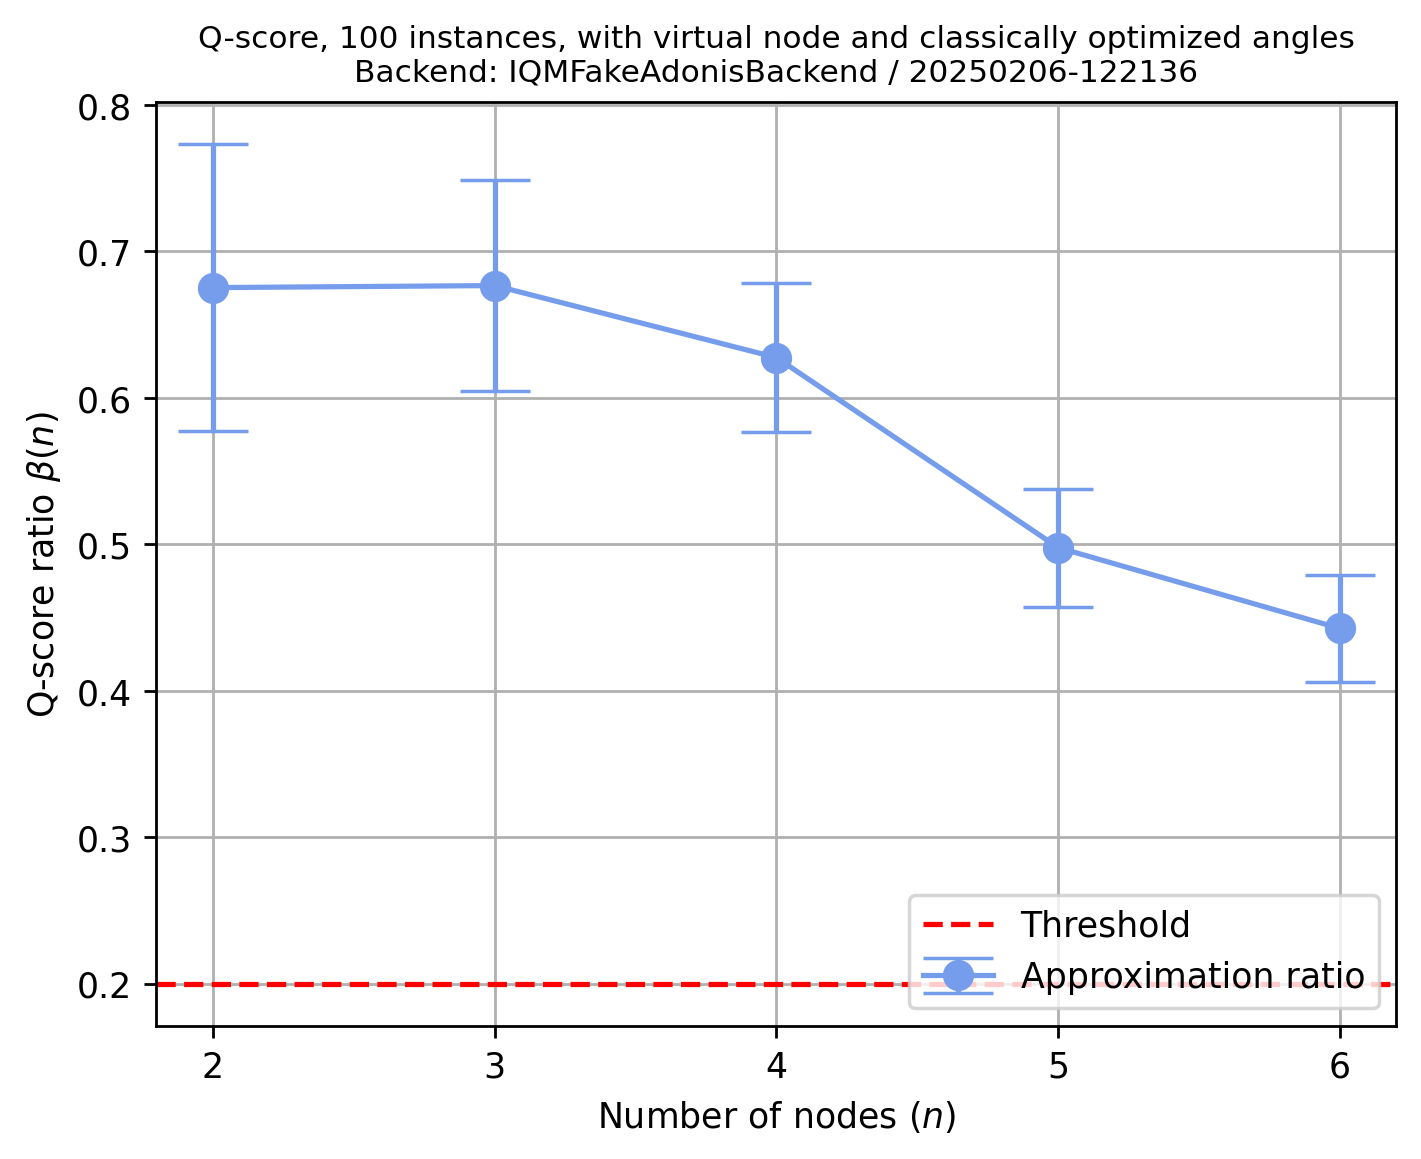 Q-score, 100 instances, with virtual node and classically optimized angles
Backend: IQMFakeAdonisBackend / 20250206-122136
0.8
0.7
0.6
0.5
0.4
0.3
0.2
Q-score ratio β(n)
Threshold
Approximation ratio
2 3 4 5 6
Number of nodes (n)